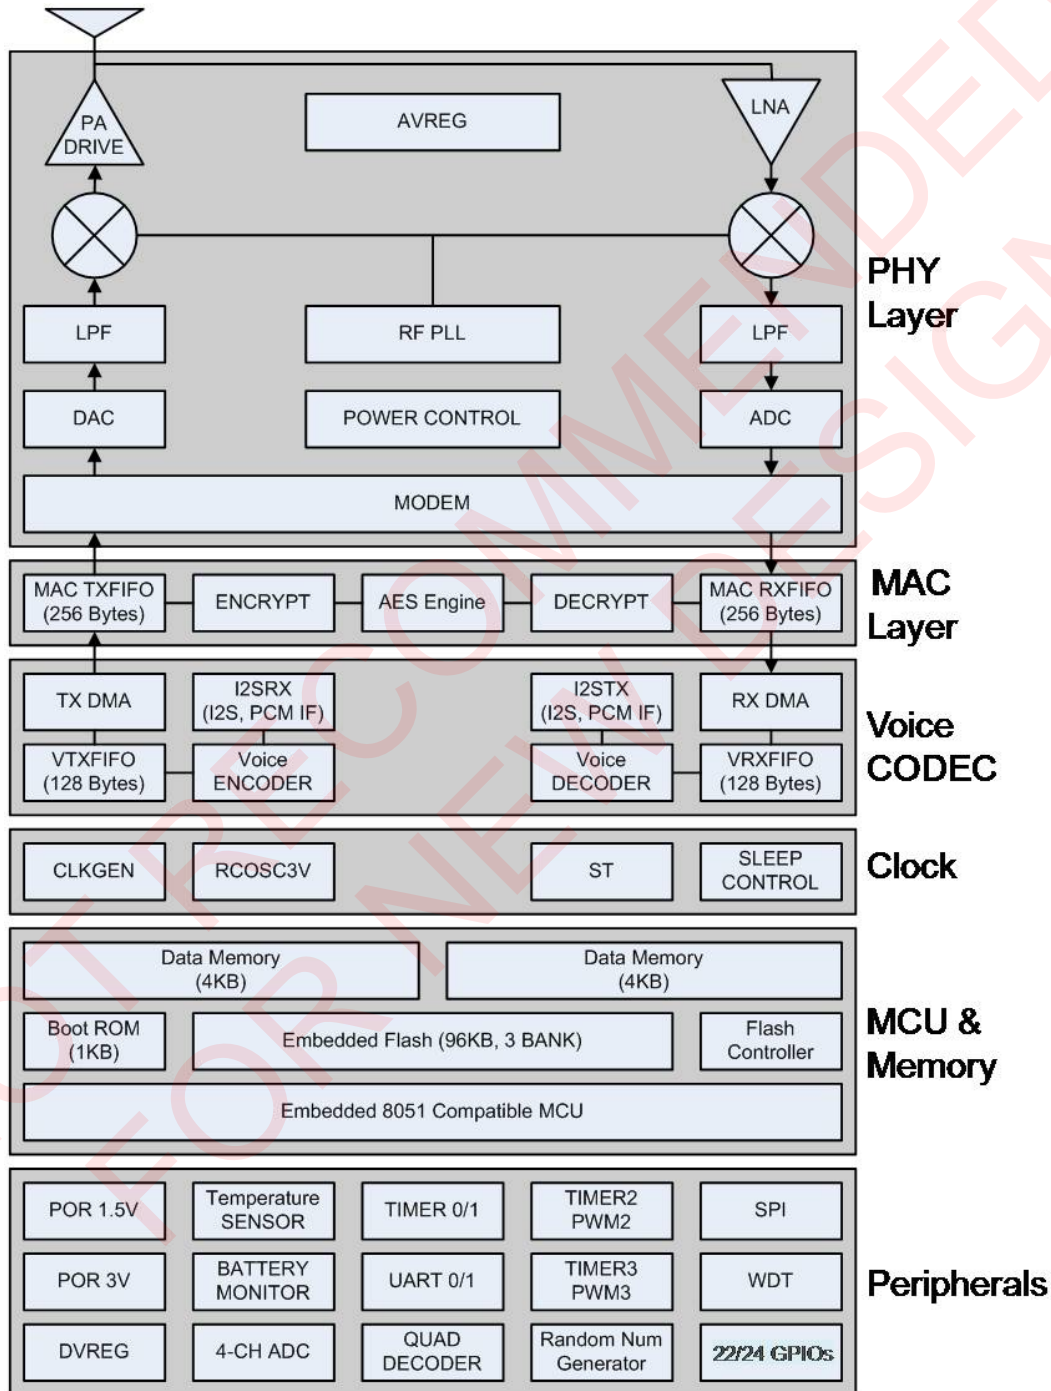 PA
DRIVE
AVREG
LNA
LPF
RF PLL
LPF
DAC
POWER CONTROL
ADC
MODEM
PHY
Layer
MAC TXFIFO
(256 Bytes)
ENCRYPT
AES Engine
DECRYPT
MAC RXFIFO
(256 Bytes)
MAC
Layer
TX DMA
I2SRX
(I2S, PCM IF)
I2STX
(I2S, PCM IF)
RX DMA
VTXFIFO
(128 Bytes)
Voice
ENCODER
Voice
DECODER
VRXFIFO
(128 Bytes)
Voice
CODEC
CLKGEN
RCOSC3V
ST
SLEEP
CONTROL
Clock
Data Memory
(4KB)
Data Memory
(4KB)
Boot ROM
(1KB)
Embedded Flash (96KB, 3 BANK)
Flash
Controller
Embedded 8051 Compatible MCU
MCU &
Memory
POR 1.5V
Temperature
SENSOR
TIMER 0/1
TIMER2
PWM2
SPI
POR 3V
BATTERY
MONITOR
UART 0/1
TIMER3
PWM3
WDT
DVREG
4-CH ADC
QUAD
DECODER
Random Num
Generator
22/24 GPIOs
Peripherals
OT RECOMMENDED
FOR NEW DESIGN